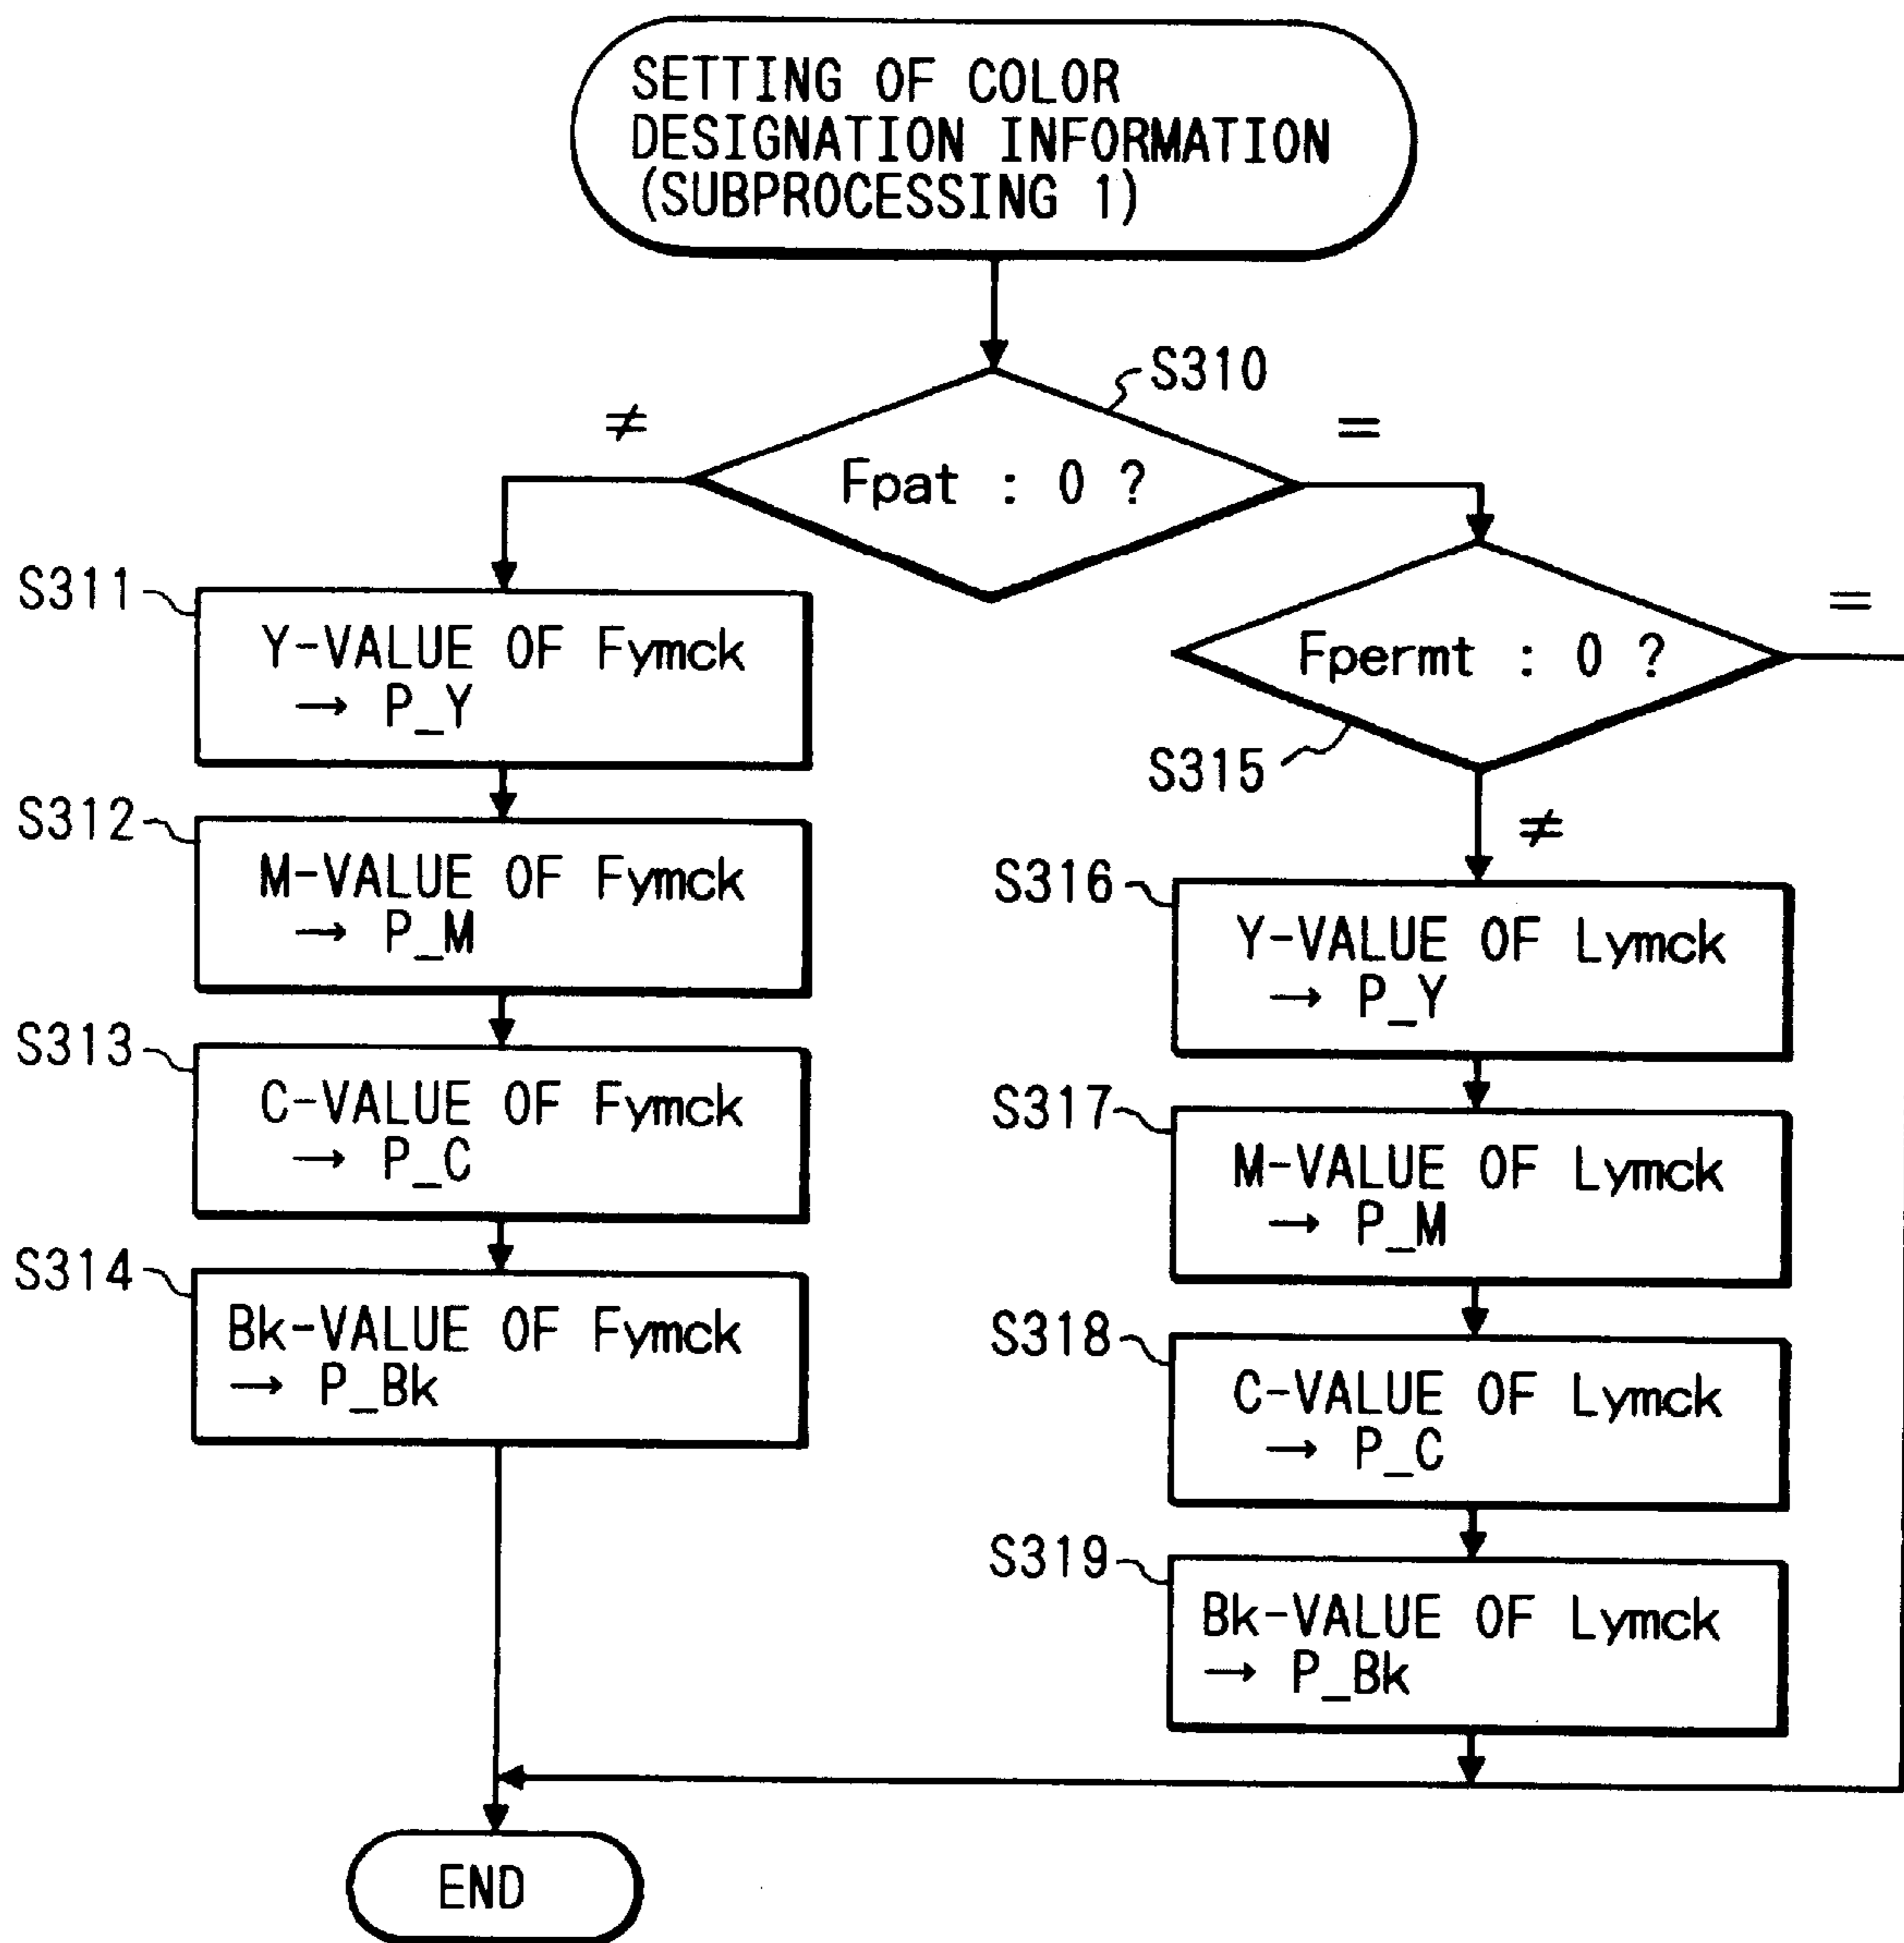 SETTING OF COLOR
DESIGNATION INFORMATION
(SUBPROCESSING 1)
S310
≠
=
Fpat : 0 ?
S311
Y-VALUE OF Fymck
→ P_Y
S312
M-VALUE OF Fymck
→ P_M
S313
C-VALUE OF Fymck
→ P_C
S314
Bk-VALUE OF Fymck
→ P_Bk
=
Fpermt : 0 ?
S315
≠
S316
Y-VALUE OF Lymck
→ P_Y
S317
M-VALUE OF Lymck
→ P_M
S318
C-VALUE OF Lymck
→ P_C
S319
Bk-VALUE OF Lymck
→ P_Bk
END